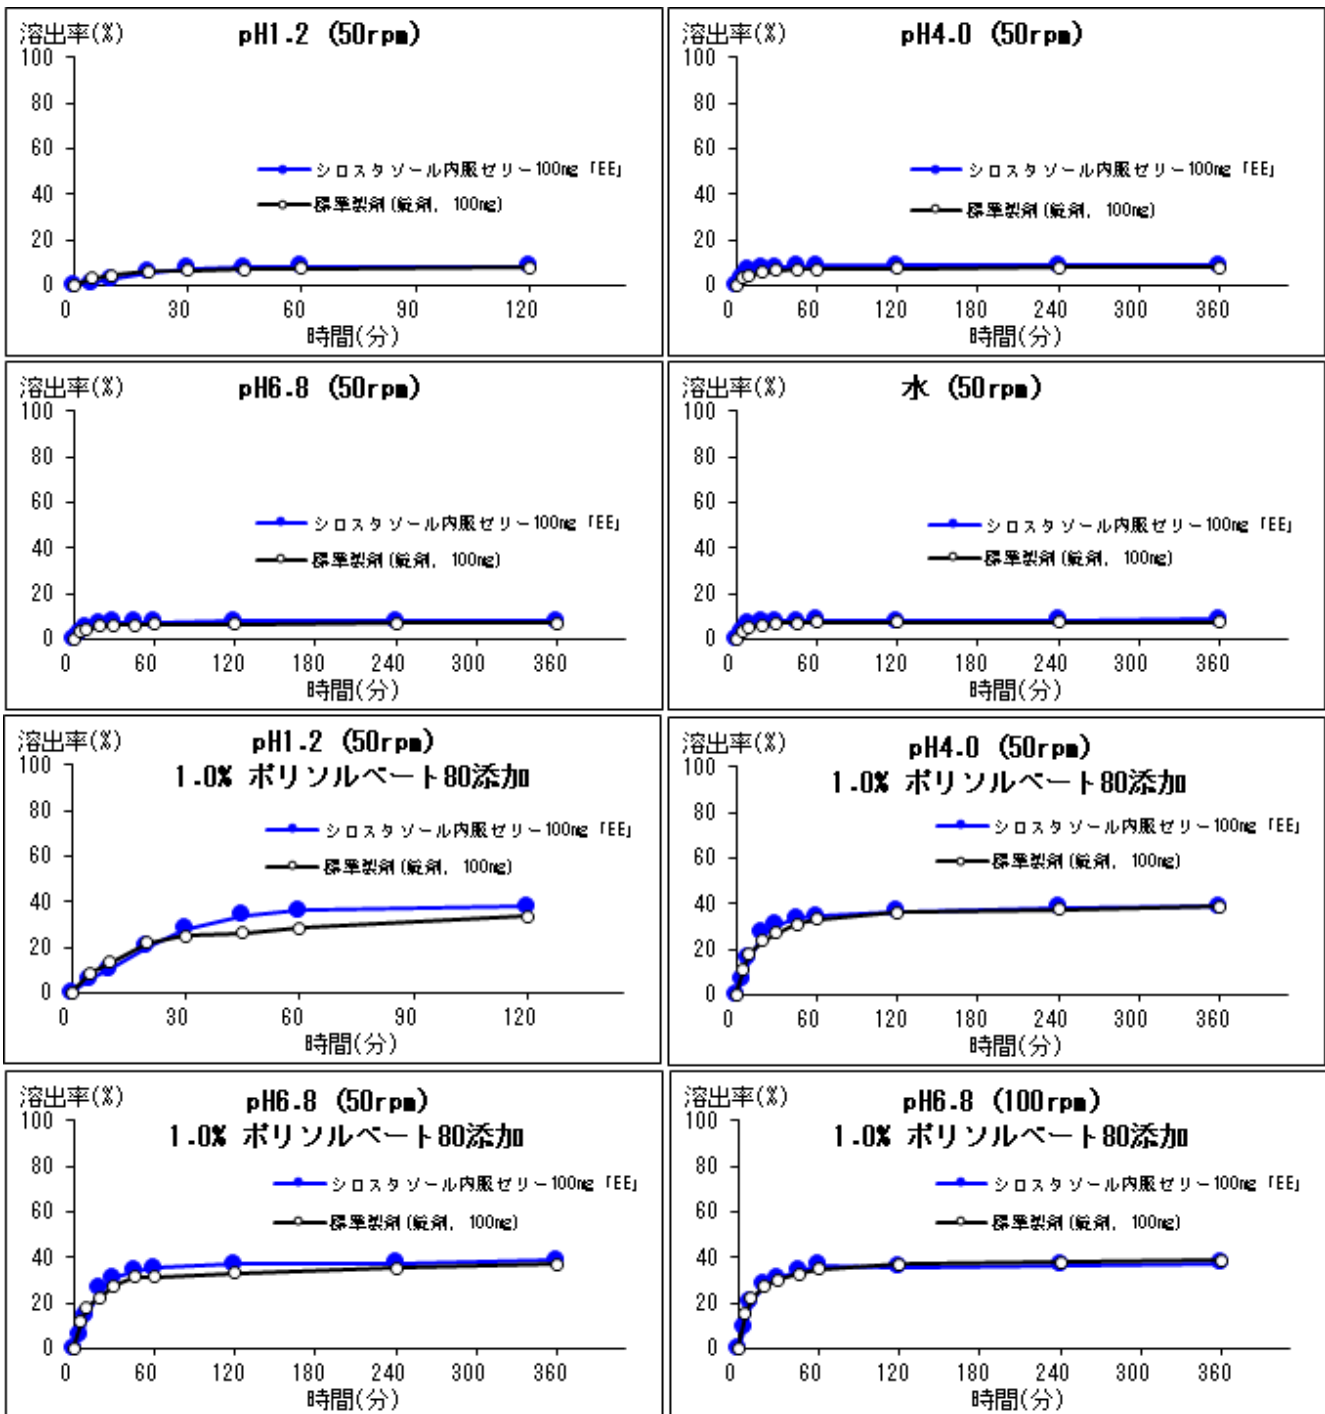 溶出率(%)
pH1.2 (50rpm)
100
80
60
40
20
0
シロスタゾール内服ゼリー100mg「EE」
標準製剤(錠剤, 100mg)
0 30 60 90 120
時間(分)
溶出率(%)
pH4.0 (50rpm)
100
80
60
40
20
0
シロスタゾール内服ゼリー100mg「EE」
標準製剤(錠剤, 100mg)
0 60 120 180 240 300 360
時間(分)
溶出率(%)
pH6.8 (50rpm)
100
80
60
40
20
0
シロスタゾール内服ゼリー100mg「EE」
標準製剤(錠剤, 100mg)
0 60 120 180 240 300 360
時間(分)
溶出率(%)
水 (50rpm)
100
80
60
40
20
0
シロスタゾール内服ゼリー100mg「EE」
標準製剤(錠剤, 100mg)
0 60 120 180 240 300 360
時間(分)
溶出率(%)
pH1.2 (50rpm)
1.0% ポリソルベート80添加
100
80
60
40
20
0
シロスタゾール内服ゼリー100mg「EE」
標準製剤(錠剤, 100mg)
0 30 60 90 120
時間(分)
溶出率(%)
pH4.0 (50rpm)
1.0% ポリソルベート80添加
100
80
60
40
20
0
シロスタゾール内服ゼリー100mg「EE」
標準製剤(錠剤, 100mg)
0 60 120 180 240 300 360
時間(分)
溶出率(%)
pH6.8 (50rpm)
1.0% ポリソルベート80添加
100
80
60
40
20
0
シロスタゾール内服ゼリー100mg「EE」
標準製剤(錠剤, 100mg)
0 60 120 180 240 300 360
時間(分)
溶出率(%)
pH6.8 (100rpm)
1.0% ポリソルベート80添加
100
80
60
40
20
0
シロスタゾール内服ゼリー100mg「EE」
標準製剤(錠剤, 100mg)
0 60 120 180 240 300 360
時間(分)